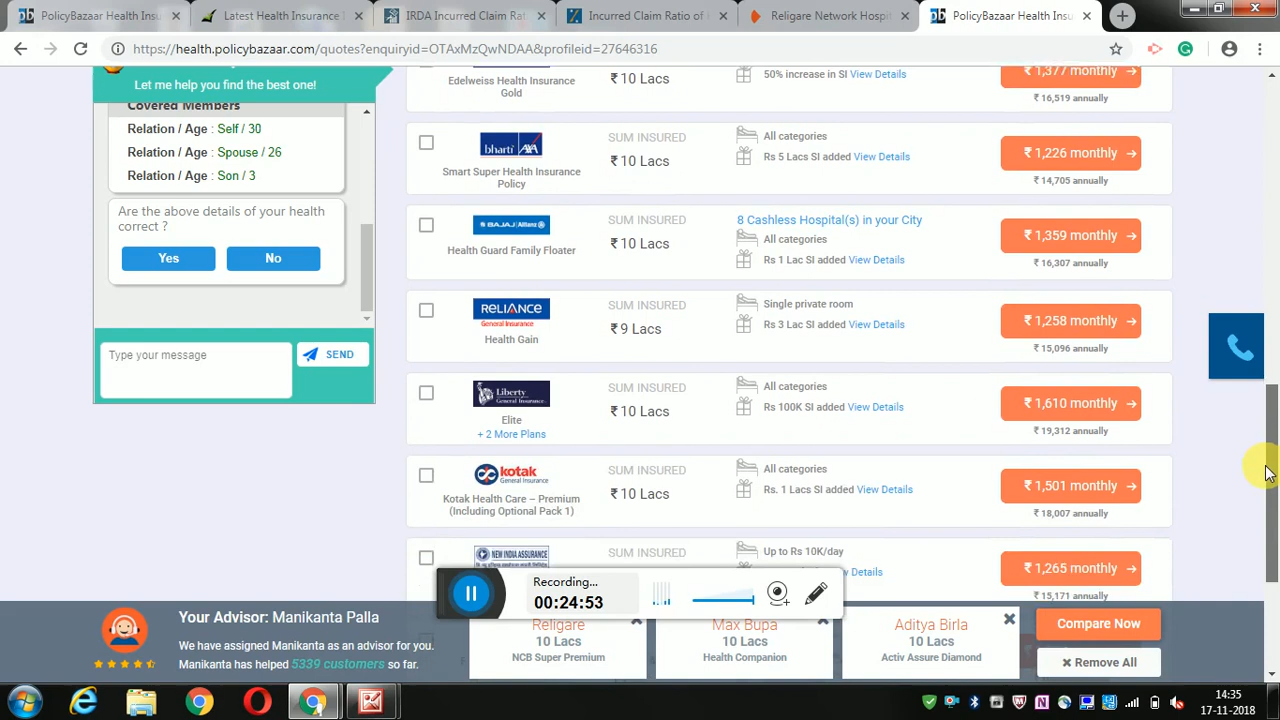 PolicyBazaar Health Insu
Latest Health Insurance
IRDA Incurred Claim Rat
Incurred Claim Ratio of
Religare Network Hospit
PolicyBazaar Health Insu
https://health.policybazaar.com/quotes?enquiryid=OTAxMzQwNDAA&profileid=27646316
Let me help you find the best one!
Covered Members
Relation / Age : Self / 30
Relation / Age : Spouse / 26
Relation / Age : Son / 3
Are the above details of your health
correct ?
Yes
No
Type your message
SEND
Edelweiss Health Insurance
Gold
₹ 10 Lacs
50% increase in SI View Details
₹ 1,377 monthly
₹ 16,519 annually
bharti AXA
Smart Super Health Insurance
Policy
SUM INSURED
₹ 10 Lacs
All categories
Rs 5 Lacs SI added View Details
₹ 1,226 monthly →
₹ 14,705 annually
BAJAJ Allianz
Health Guard Family Floater
SUM INSURED
₹ 10 Lacs
8 Cashless Hospital(s) in your City
All categories
Rs 1 Lac SI added View Details
₹ 1,359 monthly →
₹ 16,307 annually
RELIANCE
General Insurance
Health Gain
SUM INSURED
₹ 9 Lacs
Single private room
Rs 3 Lac SI added View Details
₹ 1,258 monthly →
₹ 15,096 annually
Liberty
General Insurance
Elite
+ 2 More Plans
SUM INSURED
₹ 10 Lacs
All categories
Rs 100K SI added View Details
₹ 1,610 monthly →
₹ 19,312 annually
kotak
General Insurance
Kotak Health Care – Premium
(Including Optional Pack 1)
SUM INSURED
₹ 10 Lacs
All categories
Rs. 1 Lacs SI added View Details
₹ 1,501 monthly →
₹ 18,007 annually
NEW INDIA ASSURANCE
SUM INSURED
Up to Rs 10K/day
Details
₹ 1,265 monthly →
₹ 15,171 annually
Recording...
00:24:53
Your Advisor: Manikanta Palla
We have assigned Manikanta as an advisor for you.
Manikanta has helped 5339 customers so far.
Religare
10 Lacs
NCB Super Premium
Max Bupa
10 Lacs
Health Companion
Aditya Birla
10 Lacs
Activ Assure Diamond
Compare Now
Remove All
14:35
17-11-2018